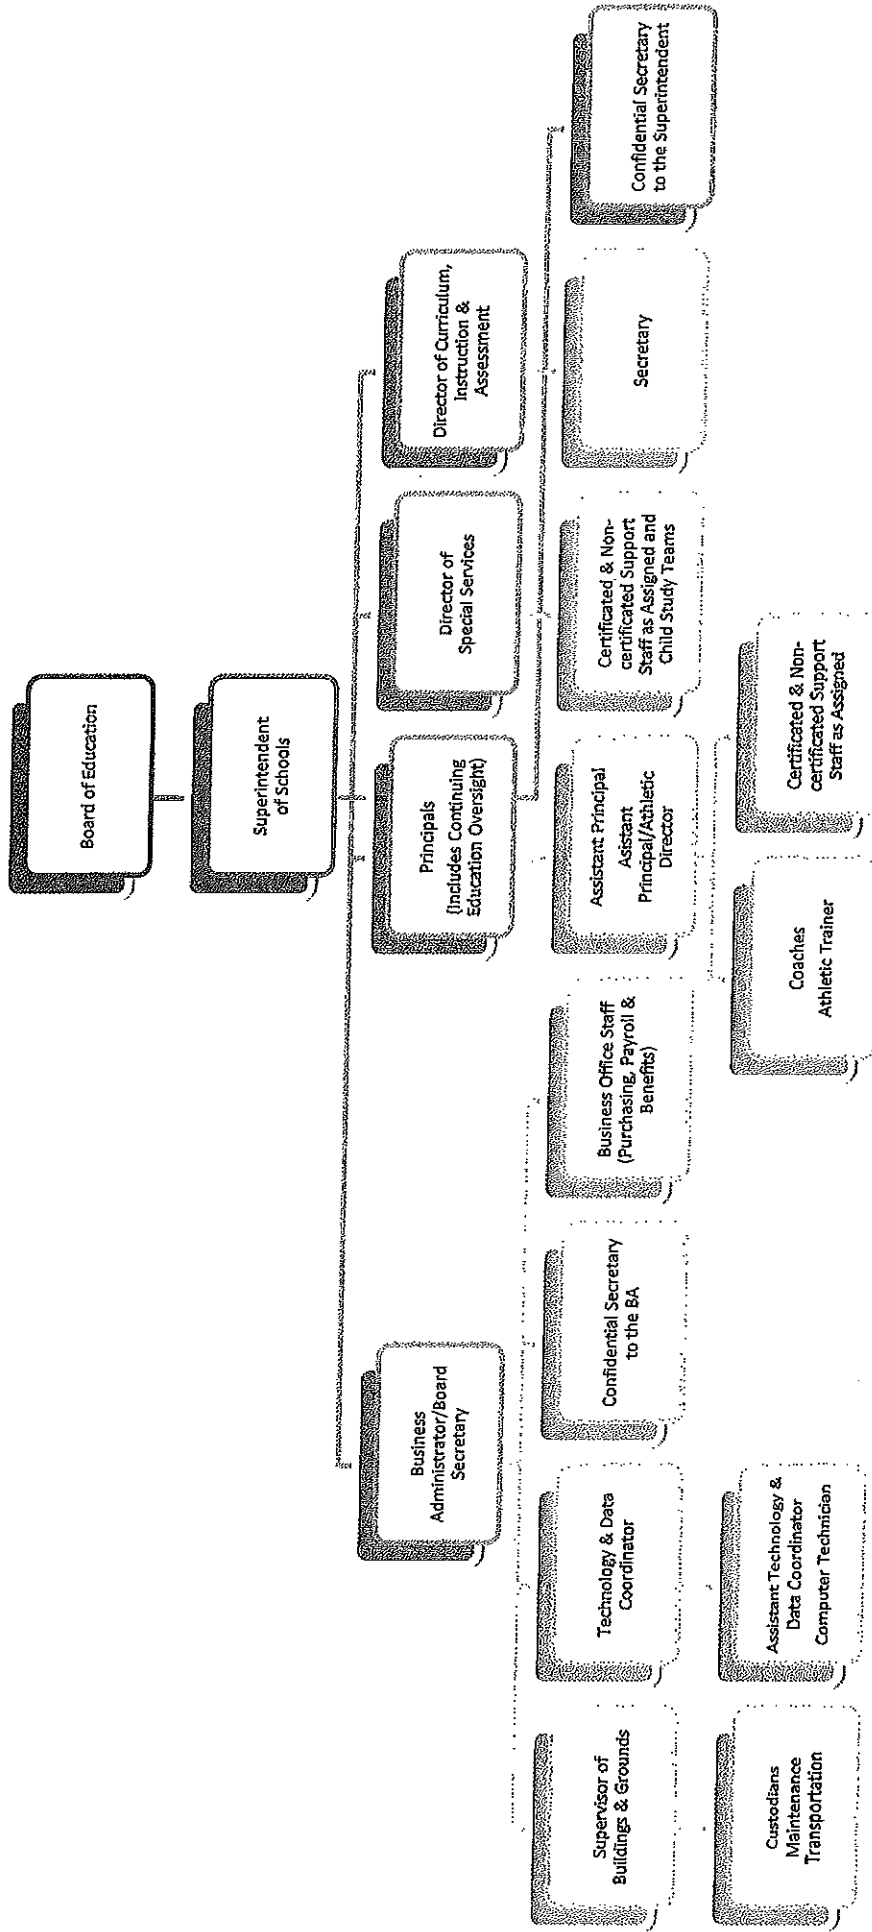 Board of Education
Superintendent
of Schools
Business
Administrator/Board
Secretary
Principals
(Includes Continuing
Education Oversight)
Director of
Special Services
Director of Curriculum,
Instruction &
Assessment
Supervisor of
Buildings & Grounds
Technology & Data
Coordinator
Confidential Secretary
to the BA
Business Office Staff
(Purchasing, Payroll &
Benefits)
Assistant Principal
Asistant
Principal/Athletic
Director
Certificated & Non-
certificated Support
Staff as Assigned and
Child Study Teams
Secretary
Confidential Secretary
to the Superintendent
Custodians
Maintenance
Transportation
Assistant Technology &
Data Coordinator
Computer Technician
Coaches
Athletic Trainer
Certificated & Non-
certificated Support
Staff as Assigned